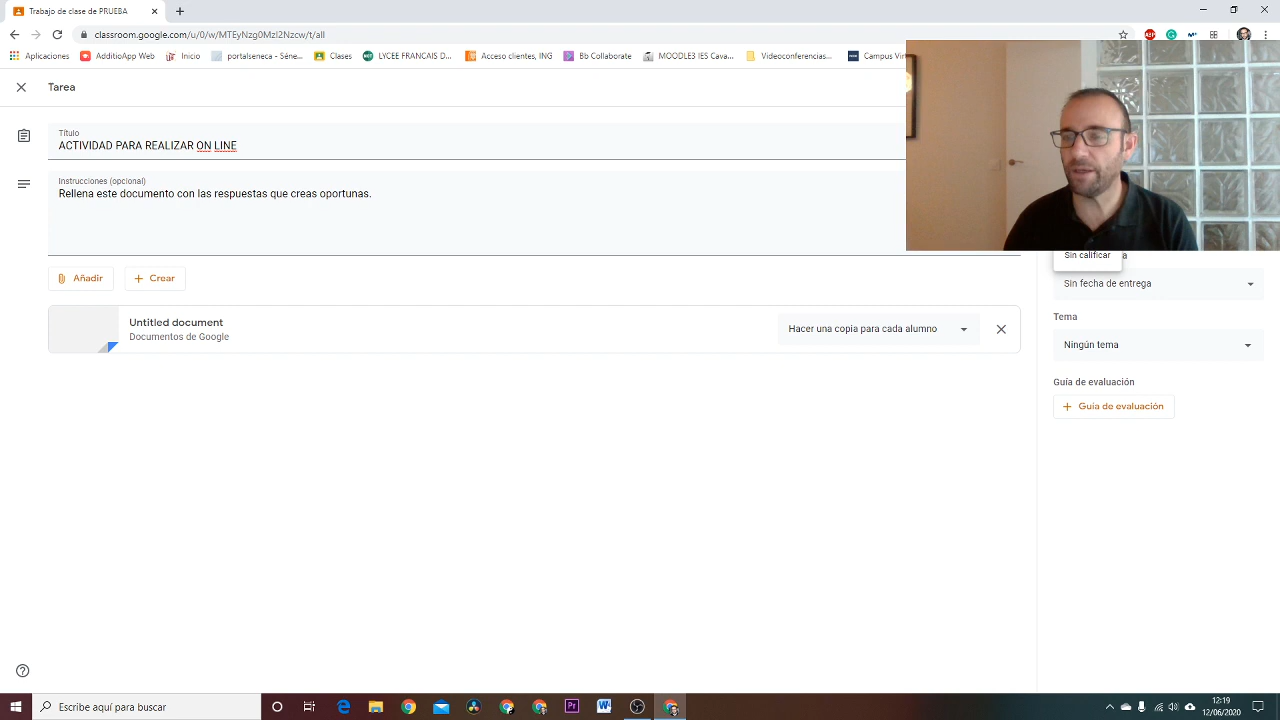 Trabajo de clase de PRUEBA
classroom.google.com/u/0/w/MTEyNzg0MzI2Nzcw/t/all
Aplicaciones AdditioApp Web Inicio portalseneca - Séne... Clases LYCEE FRANCAIS D... Acceso clientes, ING Bb Collaborate MOODLE3 IES Cava... Videoconferencias... Campus Vir
Tarea
Título
ACTIVIDAD PARA REALIZAR ON LINE
Instrucciones (opcional)
Rellena este documento con las respuestas que creas oportunas.
Sin calificar a
Añadir
Crear
Sin fecha de entrega
Untitled document
Documentos de Google
Hacer una copia para cada alumno
Tema
Ningún tema
Guía de evaluación
Guía de evaluación
Escribe aquí para buscar
12:19
12/06/2020